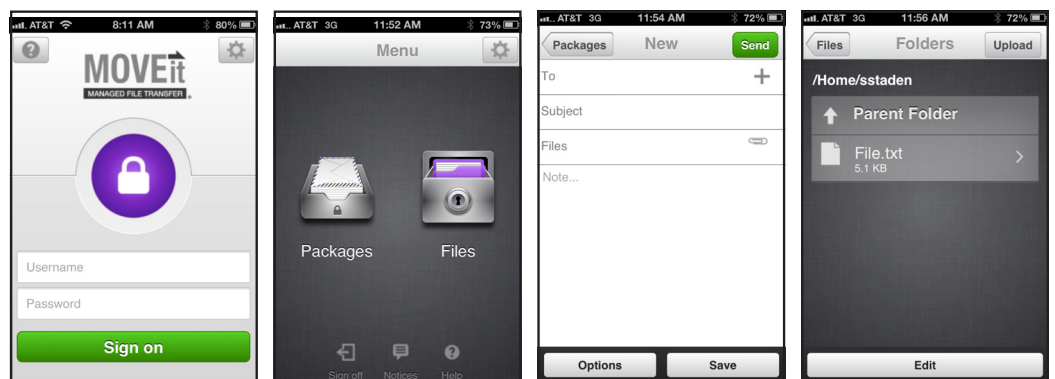 AT&T 8:11 AM 80%
?
MOVEit
MANAGED FILE TRANSFER
Username
Password
Sign on
AT&T 3G 11:52 AM 73%
Menu
Packages Files
Sign off Notices Help
AT&T 3G 11:54 AM 72%
Packages New Send
To +
Subject
Files
Note...
Options Save
AT&T 3G 11:56 AM 72%
Files Folders Upload
/Home/sstaden
Parent Folder
File.txt
5.1 KB
Edit